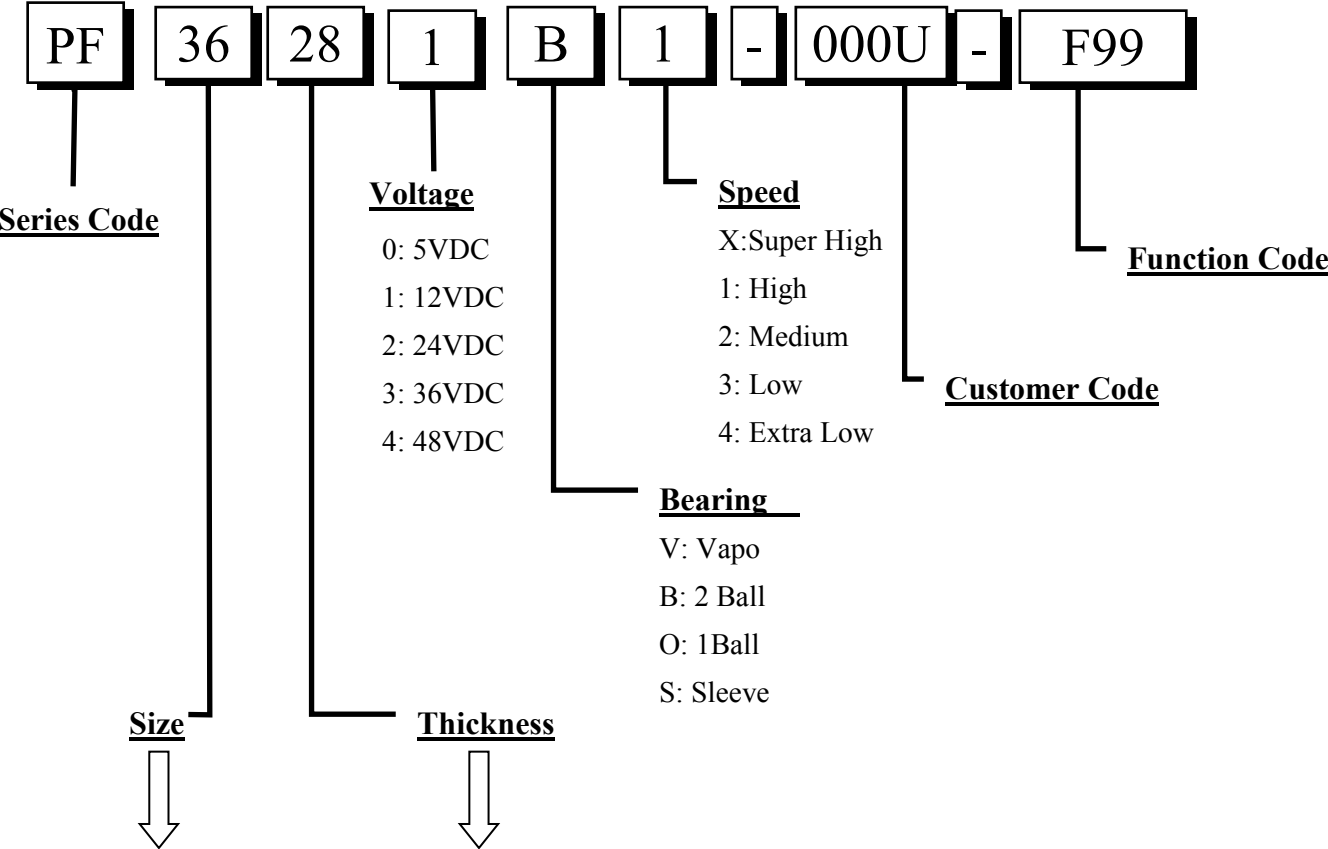 PF 36 28 1 B 1 - 000U - F99
Series Code
Voltage
0: 5VDC
1: 12VDC
2: 24VDC
3: 36VDC
4: 48VDC
Speed
X:Super High
1: High
2: Medium
3: Low
4: Extra Low
Function Code
Customer Code
Bearing
V: Vapo
B: 2 Ball
O: 1Ball
S: Sleeve
Size
Thickness